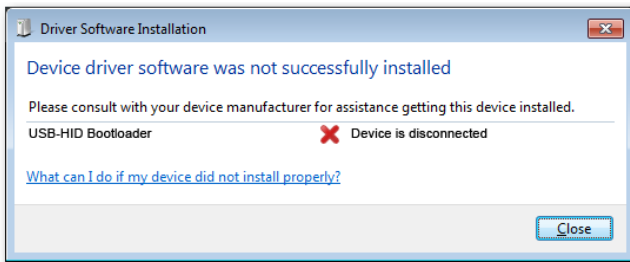 Driver Software Installation
Device driver software was not successfully installed
Please consult with your device manufacturer for assistance getting this device installed.
USB-HID Bootloader Device is disconnected
What can I do if my device did not install properly?
Close